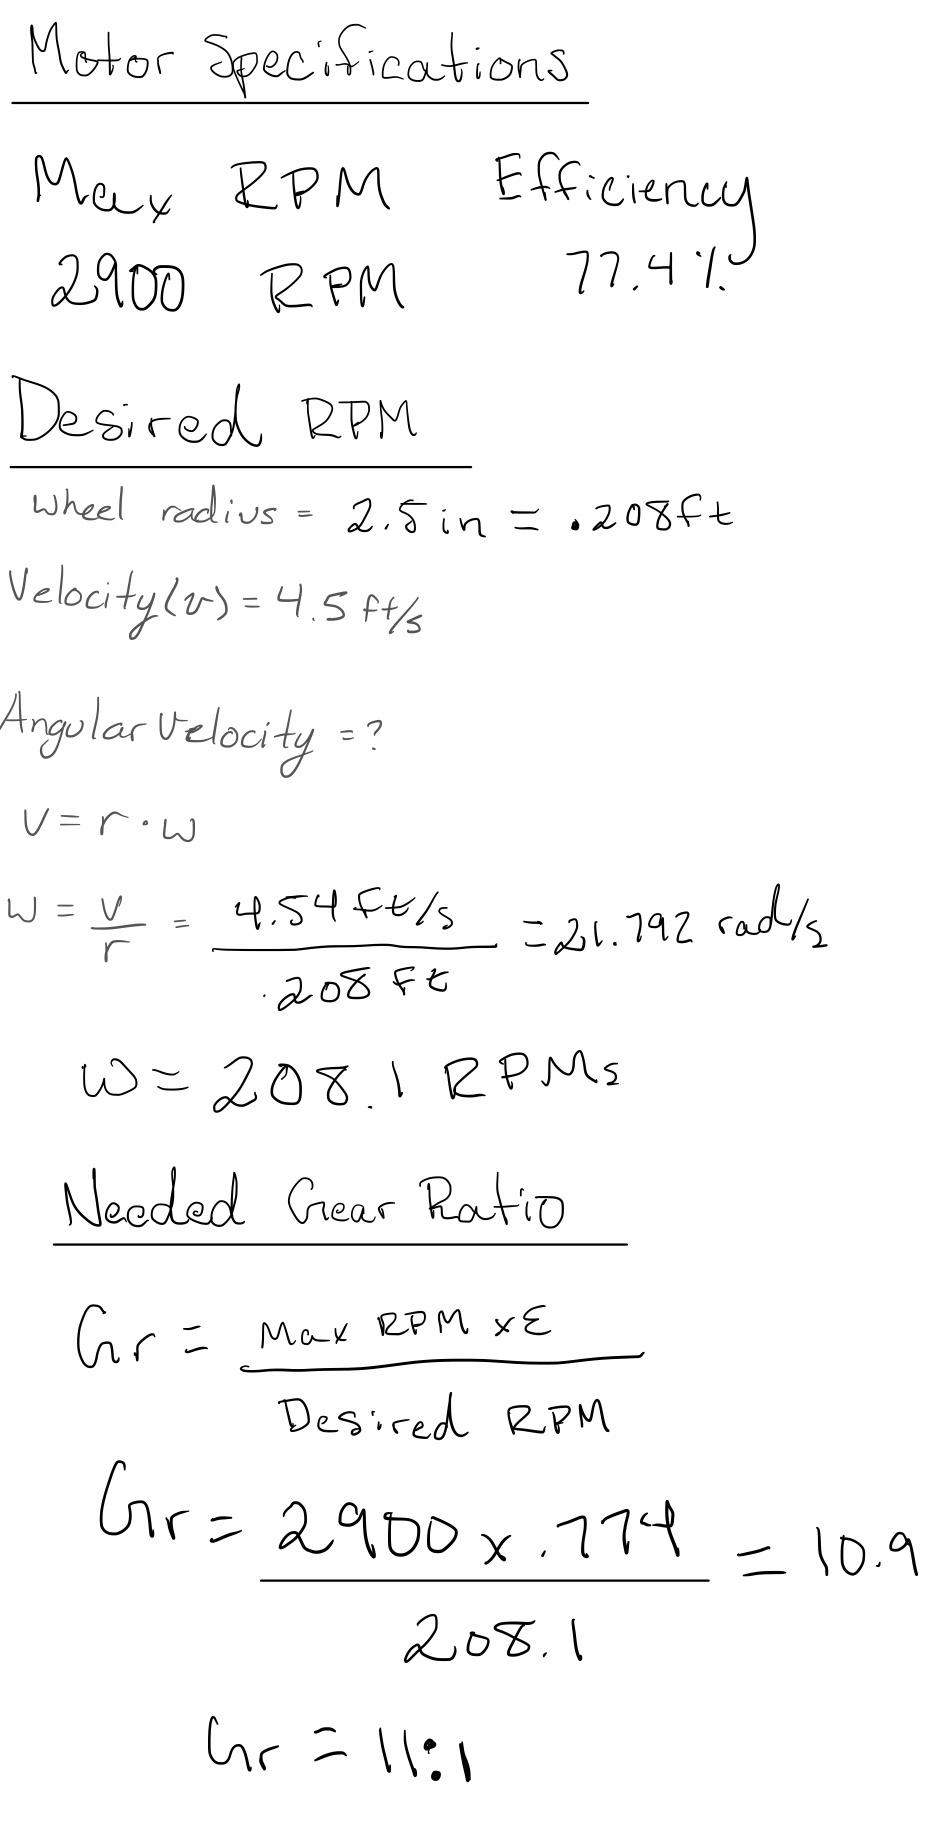 Motor Specifications
Max RPM Efficiency
2900 RPM 77.4%
Desired RPM
wheel radius = 2.5 in = .208ft
Velocity(v) = 4.5 ft/s
Angular Velocity = ?
v = r · w
w = v/r = 4.54 ft/s / .208 ft = 21.792 rad/s
w = 208.1 RPMs
Needed Gear Ratio
Gr = Max RPM x E / Desired RPM
Gr = 2900 x .774 / 208.1 = 10.9
Gr = 11:1